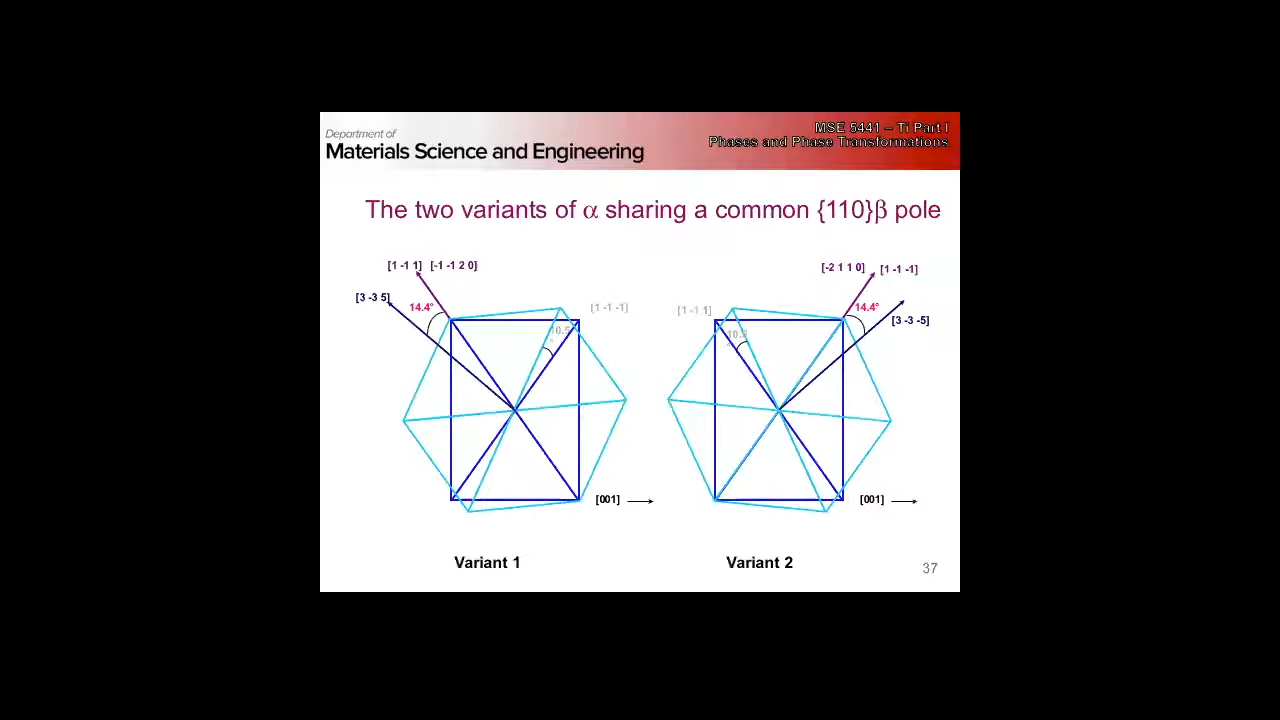 Department of
Materials Science and Engineering
MSE 5441 – Ti Part I
Phases and Phase Transformations
The two variants of α sharing a common {110}β pole
[1 -1 1] [-1 -1 2 0]
[3 -3 5]
14.4°
[1 -1 -1]
10.5°
[001]
[-2 1 1 0] [1 -1 -1]
14.4°
[3 -3 -5]
[1 -1 1]
[001]
Variant 1
Variant 2
37